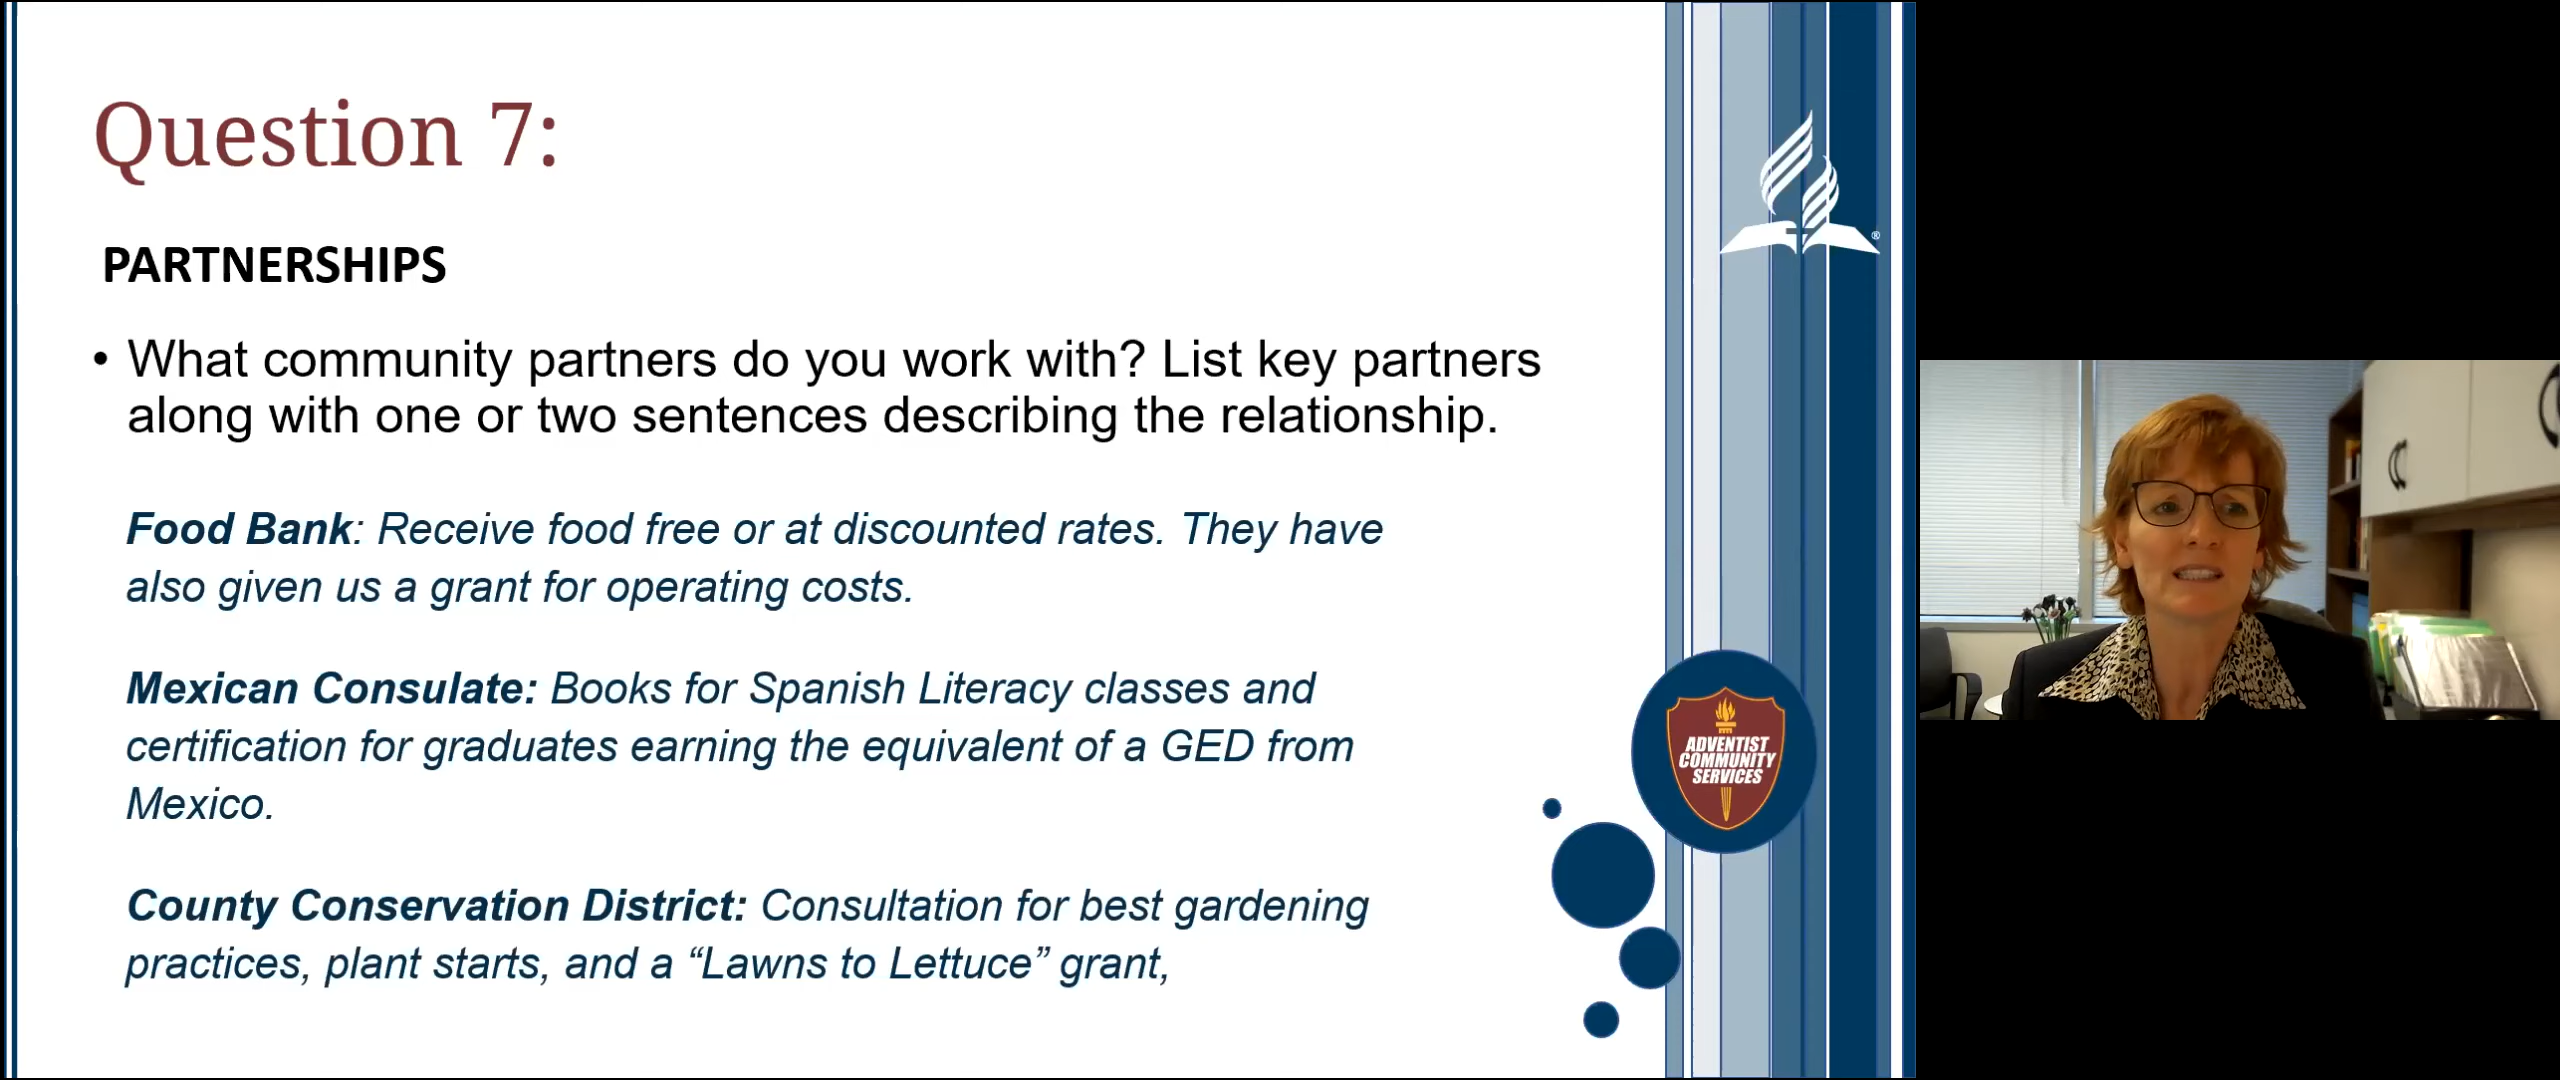 Question 7:
PARTNERSHIPS
• What community partners do you work with? List key partners
along with one or two sentences describing the relationship.
Food Bank: Receive food free or at discounted rates. They have
also given us a grant for operating costs.
Mexican Consulate: Books for Spanish Literacy classes and
certification for graduates earning the equivalent of a GED from
Mexico.
County Conservation District: Consultation for best gardening
practices, plant starts, and a “Lawns to Lettuce” grant,
®
ADVENTIST
COMMUNITY
SERVICES